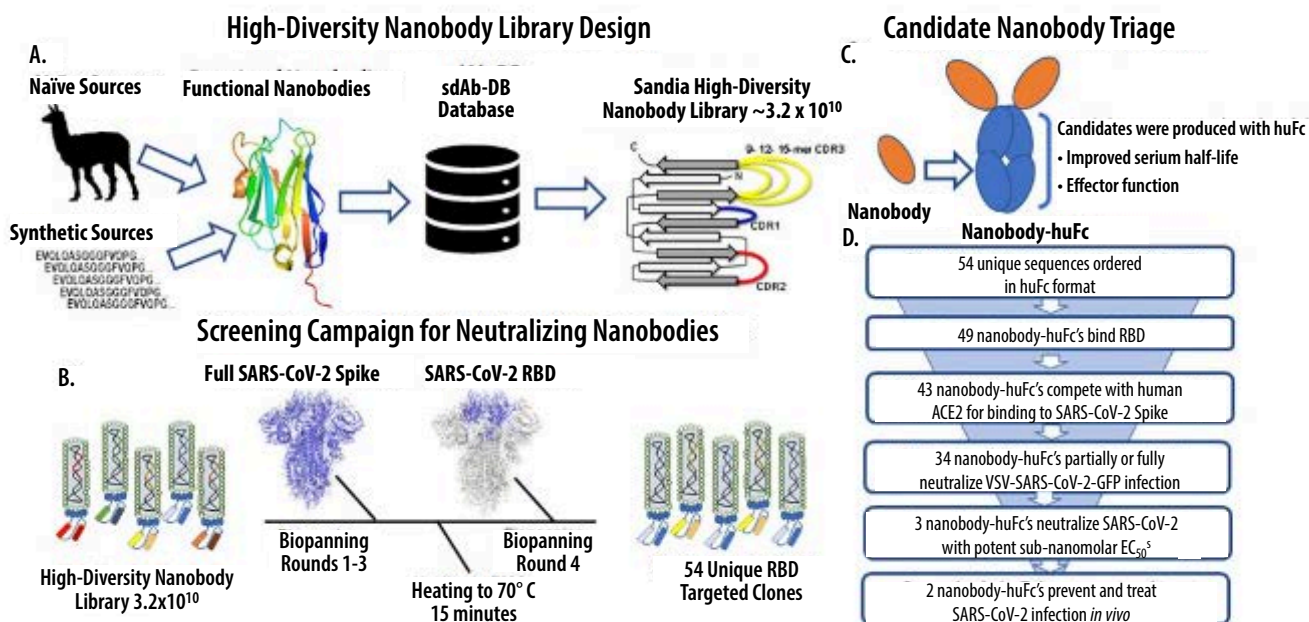 High-Diversity Nanobody Library Design
A.
Naïve Sources
Synthetic Sources
Functional Nanobodies
sdAb-DB
Database
Sandia High-Diversity
Nanobody Library ~3.2 x 10¹⁰
C
9- 12- 15-mer CDR3
N
CDR1
CDR2
Screening Campaign for Neutralizing Nanobodies
B.
High-Diversity Nanobody
Library 3.2x10¹⁰
Full SARS-CoV-2 Spike
SARS-CoV-2 RBD
Biopanning
Rounds 1-3
Heating to 70° C
15 minutes
Biopanning
Round 4
54 Unique RBD
Targeted Clones
Candidate Nanobody Triage
C.
Nanobody
Candidates were produced with huFc
• Improved serium half-life
• Effector function
Nanobody-huFc
D.
54 unique sequences ordered
in huFc format
49 nanobody-huFc's bind RBD
43 nanobody-huFc's compete with human
ACE2 for binding to SARS-CoV-2 Spike
34 nanobody-huFc's partially or fully
neutralize VSV-SARS-CoV-2-GFP infection
3 nanobody-huFc's neutralize SARS-CoV-2
with potent sub-nanomolar EC₅₀ˢ
2 nanobody-huFc's prevent and treat
SARS-CoV-2 infection in vivo